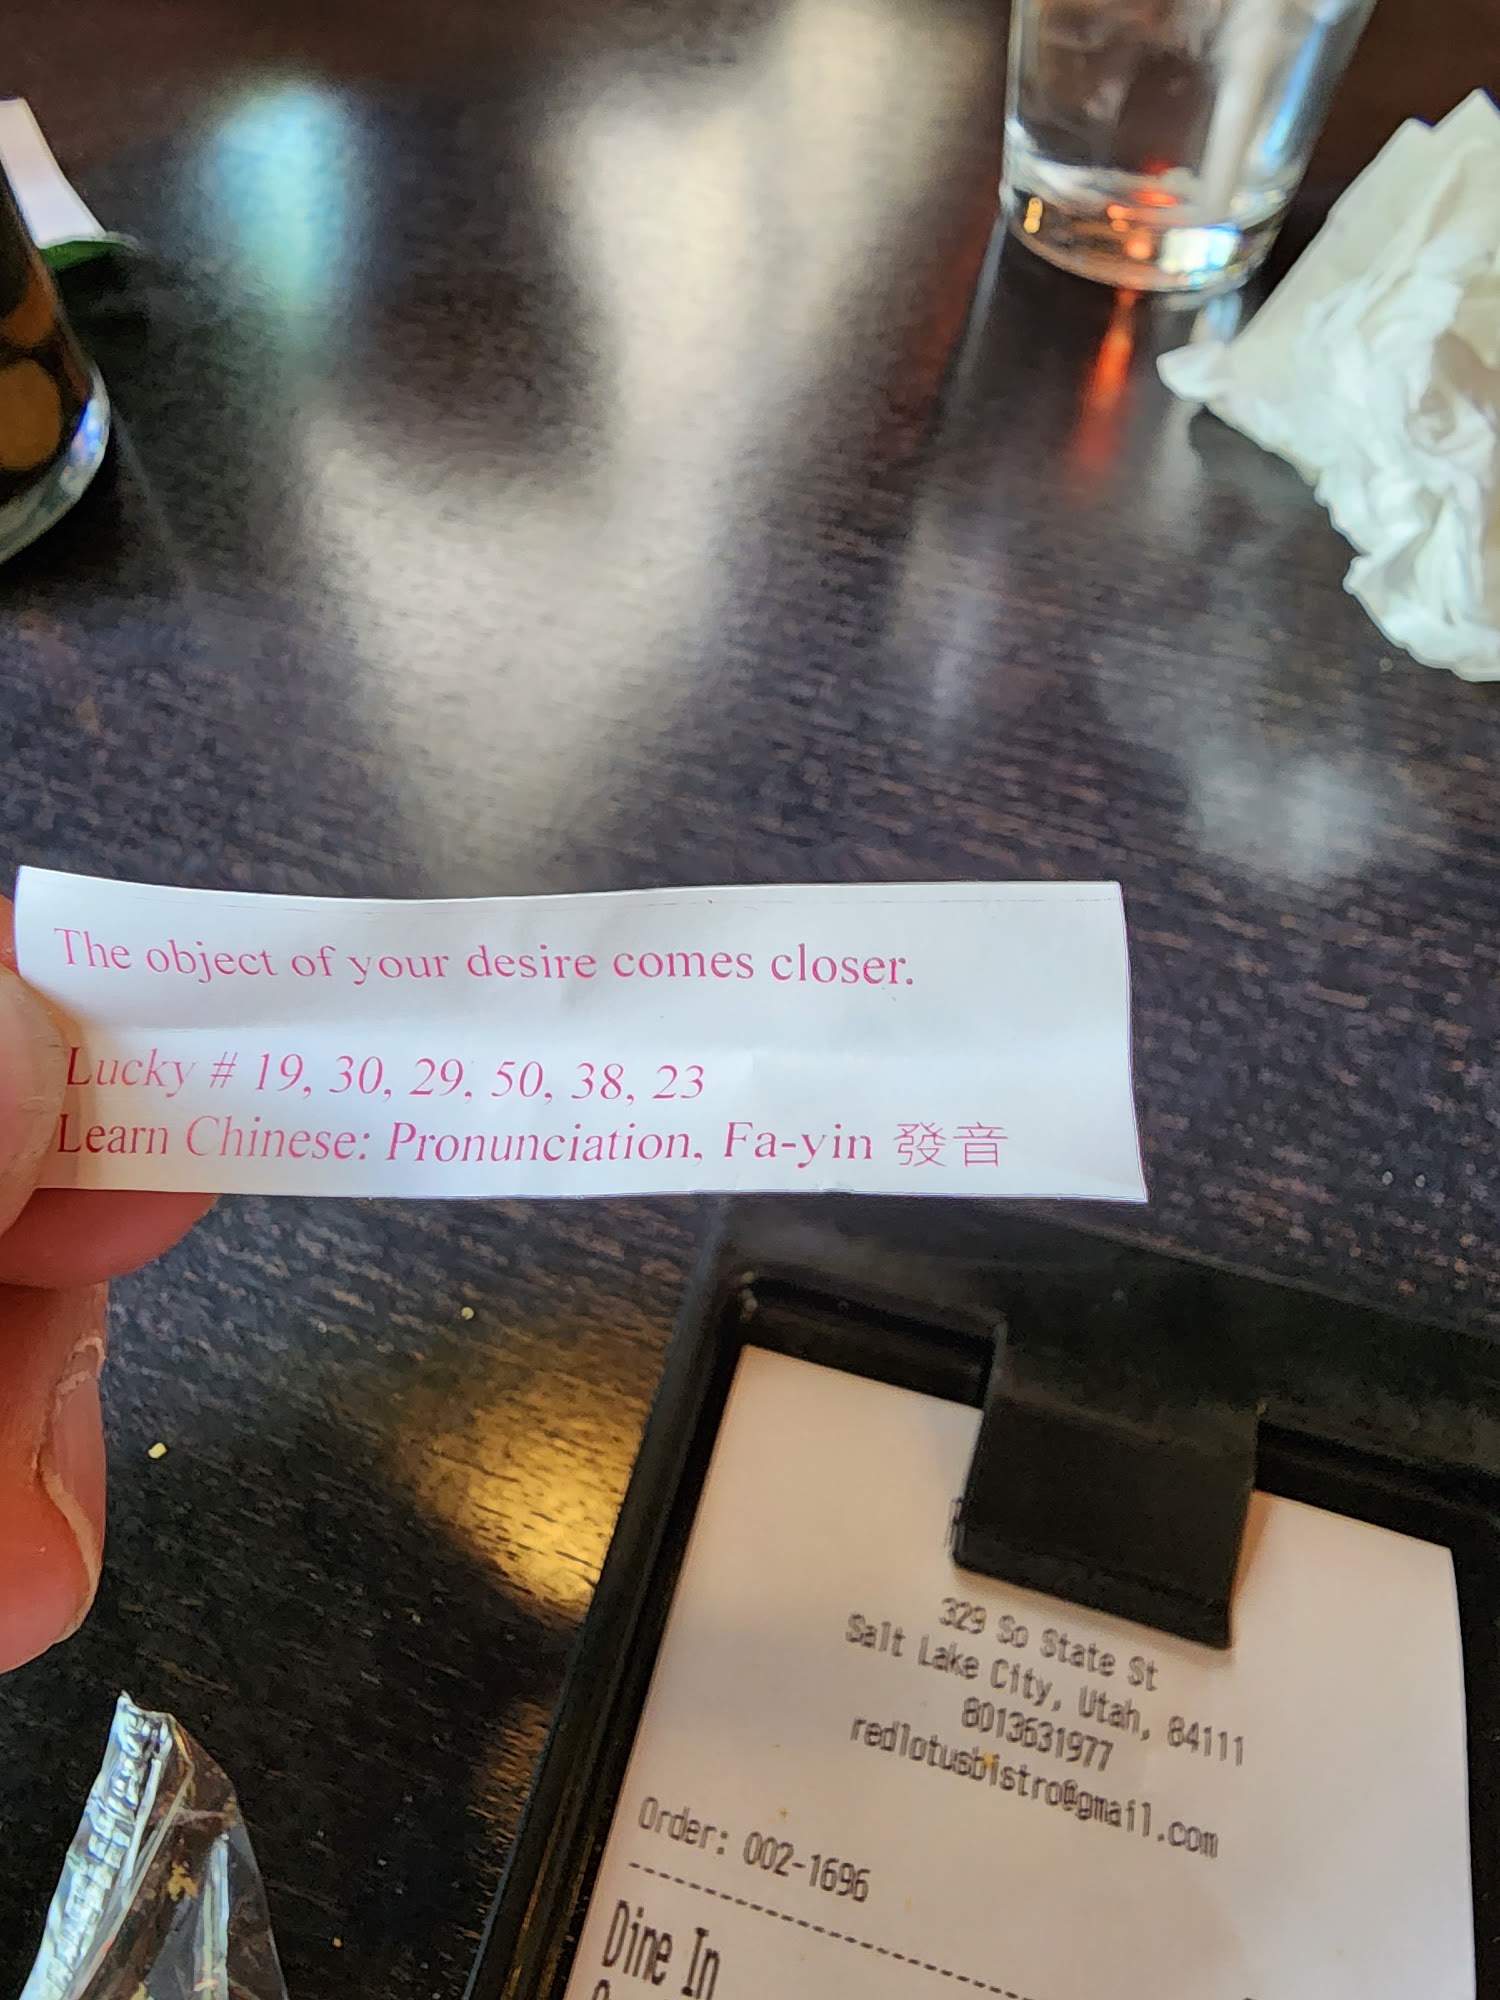 The object of your desire comes closer.
Lucky # 19, 30, 29, 50, 38, 23
Learn Chinese: Pronunciation, Fa-yin 發音
329 So State St
Salt Lake City, Utah, 84111
8013631977
redlotusbistro@gmail.com
Order: 002-1696
Dine In